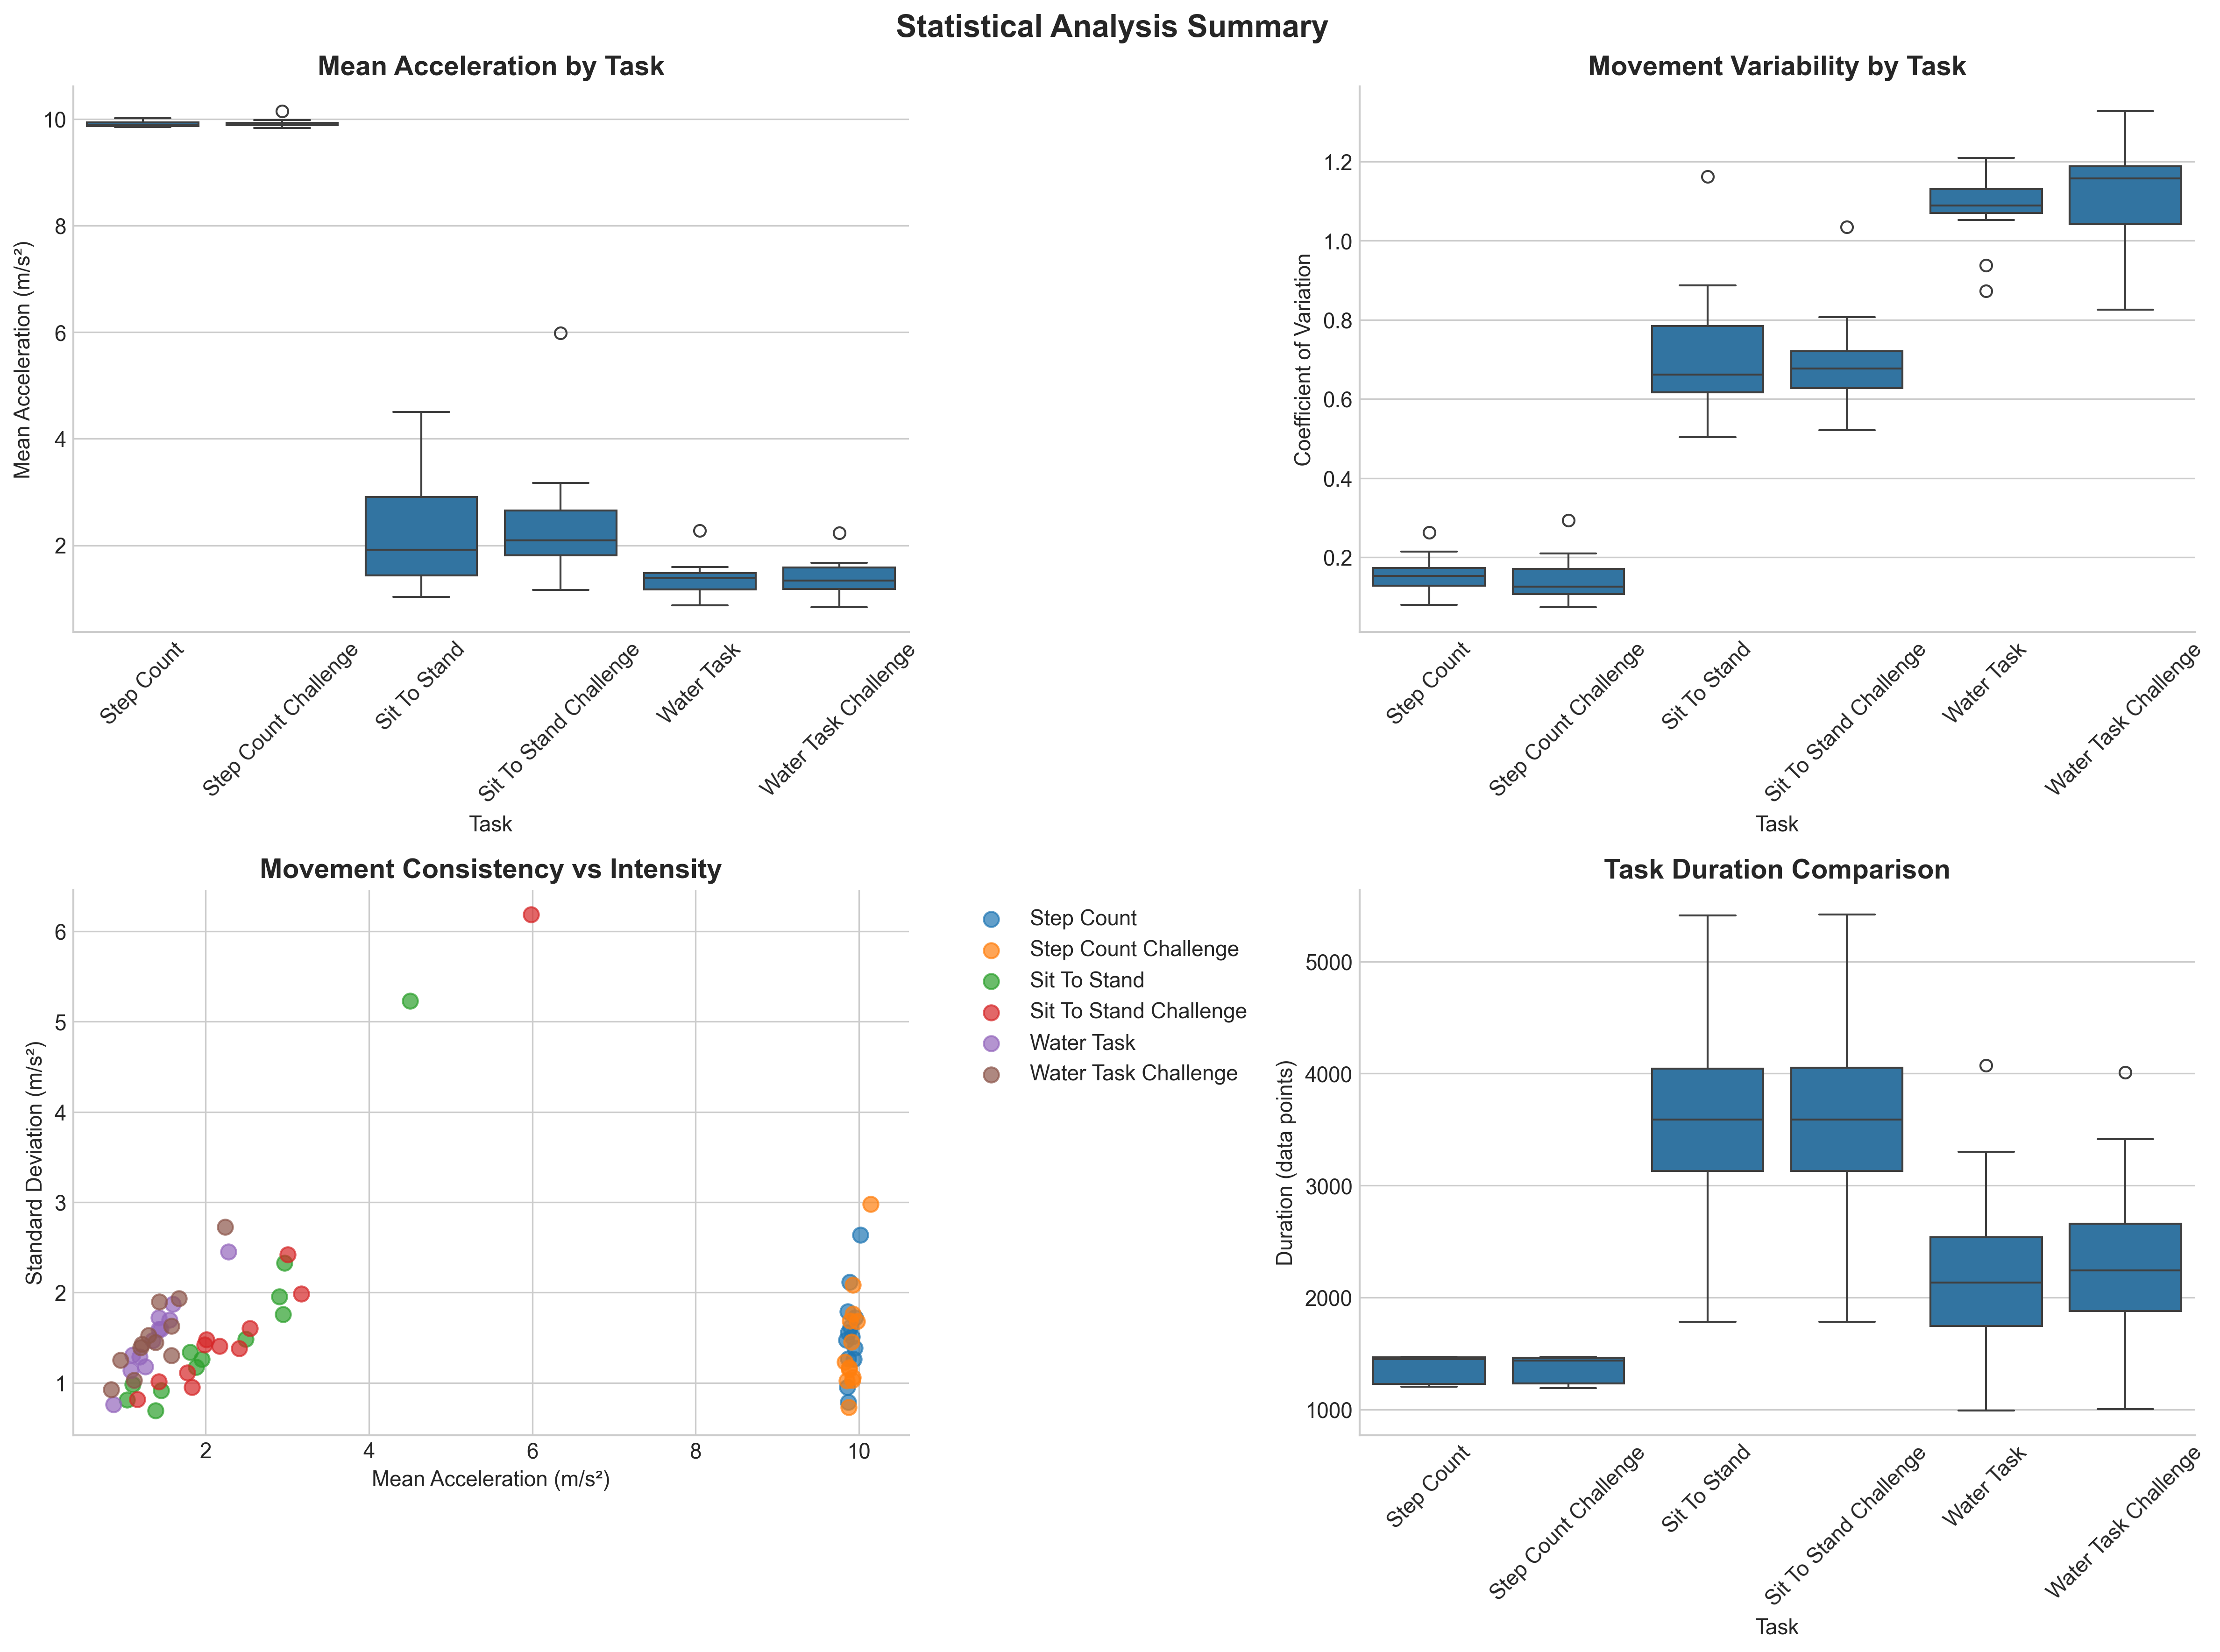 Statistical Analysis Summary
Mean Acceleration by Task
Mean Acceleration (m/s²)
10
8
6
4
2
Step Count
Step Count Challenge
Sit To Stand
Sit To Stand Challenge
Water Task
Water Task Challenge
Task
Movement Variability by Task
Coefficient of Variation
1.2
1.0
0.8
0.6
0.4
0.2
Step Count
Step Count Challenge
Sit To Stand
Sit To Stand Challenge
Water Task
Water Task Challenge
Task
Movement Consistency vs Intensity
Standard Deviation (m/s²)
6
5
4
3
2
1
2
4
6
8
10
Mean Acceleration (m/s²)
Step Count
Step Count Challenge
Sit To Stand
Sit To Stand Challenge
Water Task
Water Task Challenge
Task Duration Comparison
Duration (data points)
5000
4000
3000
2000
1000
Step Count
Step Count Challenge
Sit To Stand
Sit To Stand Challenge
Water Task
Water Task Challenge
Task